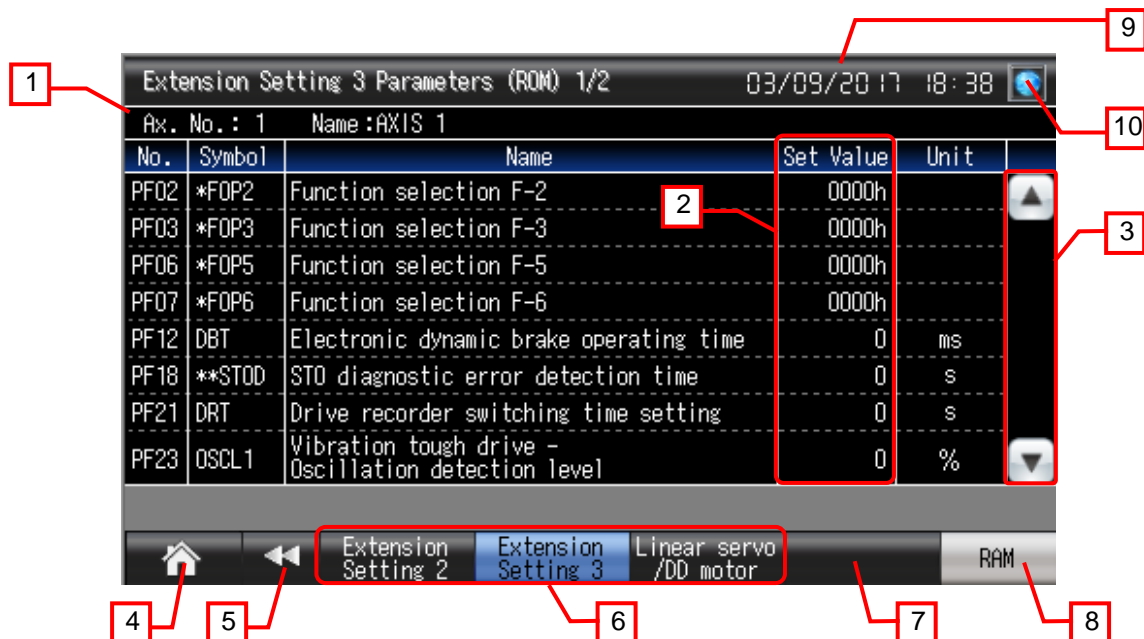 9
1
Extension Setting 3 Parameters (ROM) 1/2 03/09/2017 18:38
10
Ax. No.: 1 Name:AXIS 1
No. Symbol Name Set Value Unit
PF02 *FOP2 Function selection F-2 0000h
2
PF03 *FOP3 Function selection F-3 0000h
3
PF06 *FOP5 Function selection F-5 0000h
PF07 *FOP6 Function selection F-6 0000h
PF12 DBT Electronic dynamic brake operating time 0 ms
PF18 **STOD STO diagnostic error detection time 0 s
PF21 DRT Drive recorder switching time setting 0 s
PF23 OSCL1 Vibration tough drive -
Oscillation detection level 0 %
Extension
Setting 2
Extension
Setting 3
Linear servo
/DD motor
RAM
4 5 6 7 8